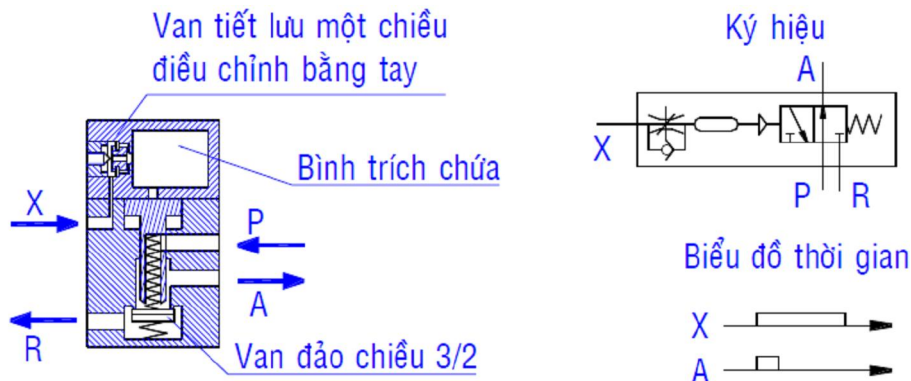 Van tiết lưu một chiều
điều chỉnh bằng tay
Bình trích chứa
X
P
A
R
Van đảo chiều 3/2
Ký hiệu
A
X
P R
Biểu đồ thời gian
X
A